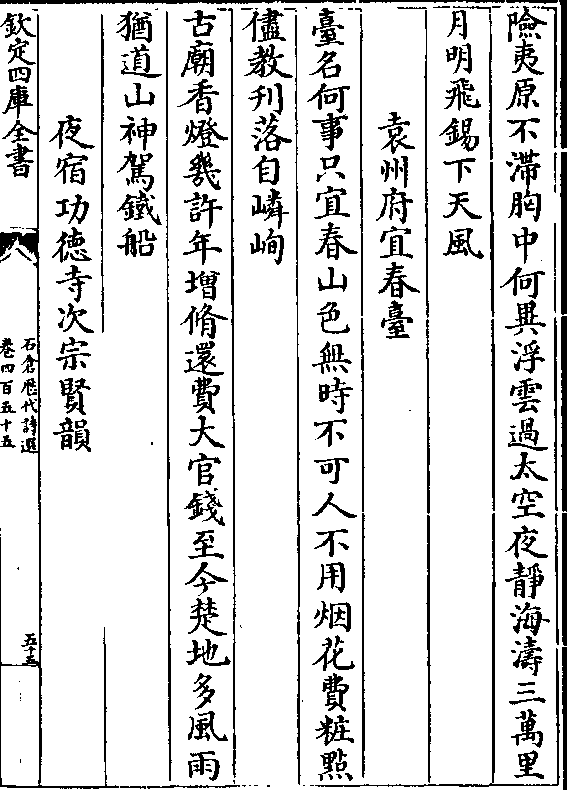 險夷原不滯胸中何異浮雲過太空夜靜海濤三萬里
月明飛錫下天風
袁州府宜春臺
臺名何事只宜春山色無時不可人不用烟花費粧㸃
儘教刋落自嶙峋
古廟香燈幾許年增脩還費大官錢至今楚地多風雨
猶道山神駕鐵船
夜宿功德寺次宗賢韻
欽定四庫全書
石倉歷代詩選
卷四百五十五
五十五